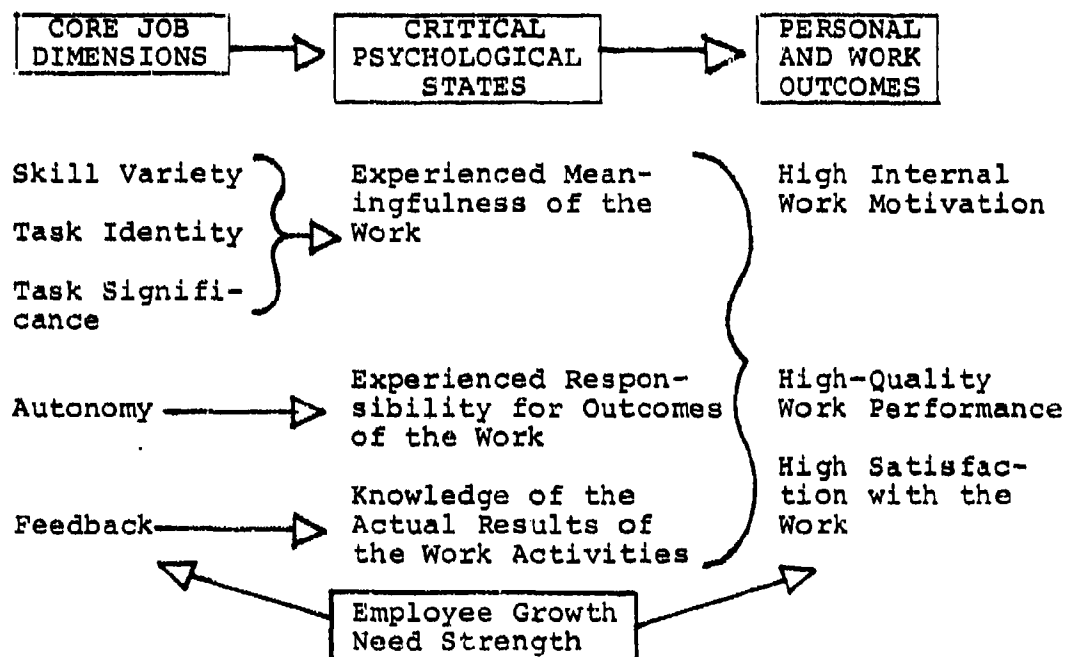 CORE JOB
DIMENSIONS
CRITICAL
PSYCHOLOGICAL
STATES
PERSONAL
AND WORK
OUTCOMES
Skill Variety
Task Identity
Task Signifi-
cance
Experienced Mean-
ingfulness of the
Work
High Internal
Work Motivation
Autonomy
Experienced Respon-
sibility for Outcomes
of the Work
High-Quality
Work Performance
Feedback
Knowledge of the
Actual Results of
the Work Activities
High Satisfac-
tion with the
Work
Employee Growth
Need Strength